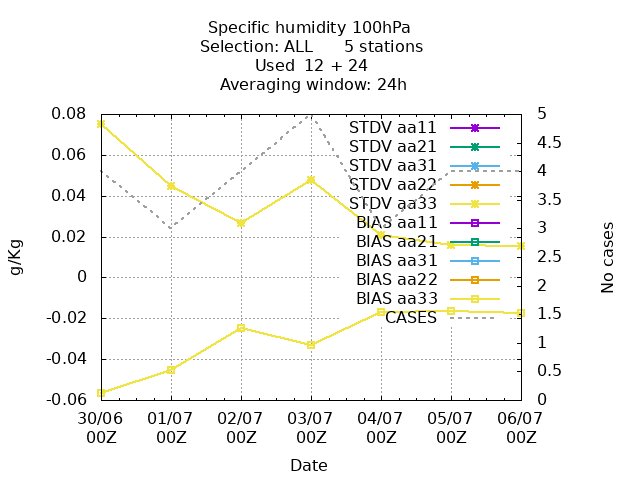 Specific humidity 100hPa
Selection: ALL      5 stations
Used  12 + 24
Averaging window: 24h
g/Kg
0.08
0.06
0.04
0.02
0
-0.02
-0.04
-0.06
STDV aa11
STDV aa21
STDV aa31
STDV aa22
STDV aa33
BIAS aa11
BIAS aa21
BIAS aa31
BIAS aa22
BIAS aa33
CASES
5
4.5
4
3.5
3
2.5
2
1.5
1
0.5
0
No cases
30/06 01/07 02/07 03/07 04/07 05/07 06/07
00Z 00Z 00Z 00Z 00Z 00Z 00Z
Date